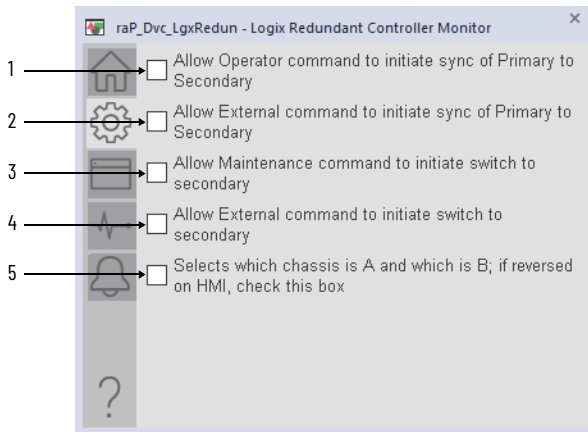 raP_Dvc_LgxRedun - Logix Redundant Controller Monitor
1
Allow Operator command to initiate sync of Primary to
Secondary
2
Allow External command to initiate sync of Primary to
Secondary
3
Allow Maintenance command to initiate switch to
secondary
4
Allow External command to initiate switch to
secondary
5
Selects which chassis is A and which is B; if reversed
on HMI, check this box
?